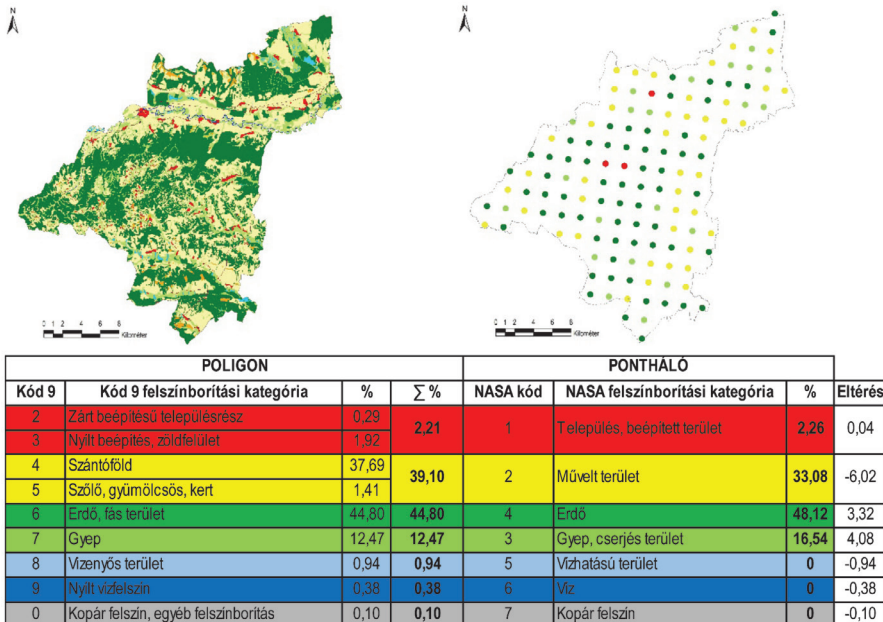 N
N
0 1 2 4 6 8
Kilométer
0 1 2 4 6 8
Kilométer
POLIGON PONTHÁLÓ
Kód 9 Kód 9 felszínborítási kategória % ∑ % NASA kód NASA felszínborítási kategória % Eltérés
2 Zárt beépítésű településrész 0,29 2,21 1 Település, beépített terület 2,26 0,04
3 Nyílt beépítés, zöldfelület 1,92
4 Szántóföld 37,69 39,10 2 Művelt terület 33,08 -6,02
5 Szőlő, gyümölcsös, kert 1,41
6 Erdő, fás terület 44,80 44,80 4 Erdő 48,12 3,32
7 Gyep 12,47 12,47 3 Gyep, cserjés terület 16,54 4,08
8 Vizenyős terület 0,94 0,94 5 Vízhatású terület 0 -0,94
9 Nyílt vízfelszín 0,38 0,38 6 Víz 0 -0,38
0 Kopár felszín, egyéb felszínborítás 0,10 0,10 7 Kopár felszín 0 -0,10